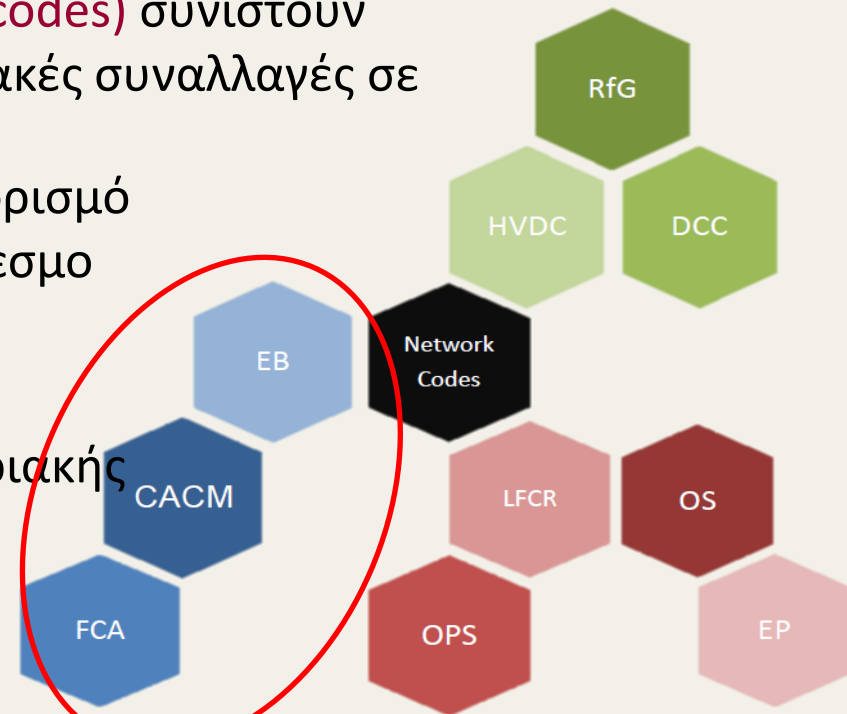 codes) συνιστούν
ακές συναλλαγές σε
ρισμό
εσμο
ριακής
RfG
HVDC
DCC
EB
Network
Codes
CACM
LFCR
OS
FCA
OPS
EP